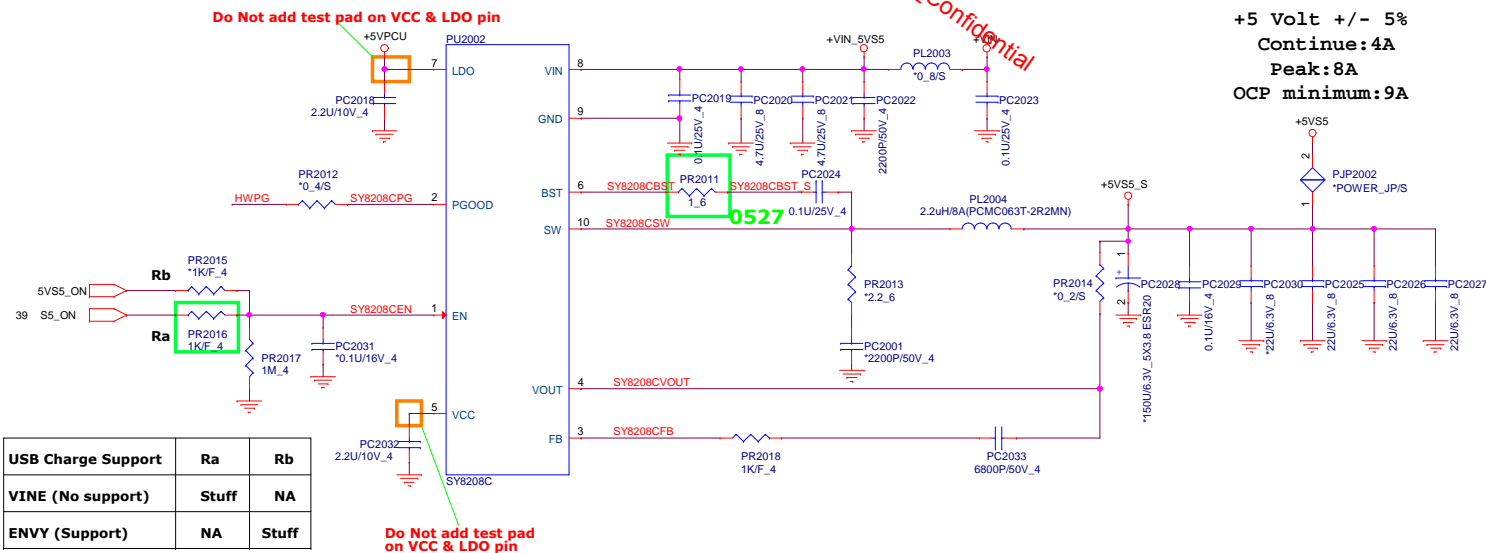 Do Not add test pad on VCC & LDO pin
Confidential
+5 Volt +/- 5%
Continue:4A
Peak:8A
OCP minimum:9A
+5VPCU
PU2002
7
LDO
PC2018
2.2U/10V_4
VIN
8
+VIN_5VS5
PL2003
*0_8/S
+VIN
PC2019
0.1U/25V_4
PC2020
4.7U/25V_8
PC2021
4.7U/25V_8
PC2022
2200P/50V_4
PC2023
0.1U/25V_4
GND
9
PR2012
*0_4/S
HWPG
SY8208CPG
2
PGOOD
BST
6
SY8208CBST
PR2011
1_6
SY8208CBST_S
PC2024
0.1U/25V_4
0527
SW
10
SY8208CSW
PL2004
2.2uH/8A(PCMC063T-2R2MN)
+5VS5_S
+5VS5
2
PJP2002
*POWER_JP/S
1
Rb
PR2015
*1K/F_4
5VS5_ON
39
S5_ON
Ra
PR2016
1K/F_4
PR2017
1M_4
SY8208CEN
1
EN
PC2031
*0.1U/16V_4
PR2013
*2.2_6
PC2001
*2200P/50V_4
PR2014
*0_2/S
1
+
2
PC2028
*150U/6.3V_5X3.8 ESR20
PC2029
0.1U/16V_4
PC2030
*22U/6.3V_8
PC2025
22U/6.3V_8
PC2026
22U/6.3V_8
PC2027
22U/6.3V_8
VOUT
4
SY8208CVOUT
5
VCC
PC2032
2.2U/10V_4
FB
3
SY8208CFB
PR2018
1K/F_4
PC2033
6800P/50V_4
SY8208C
USB Charge Support Ra Rb
VINE (No support) Stuff NA
ENVY (Support) NA Stuff
Do Not add test pad
on VCC & LDO pin